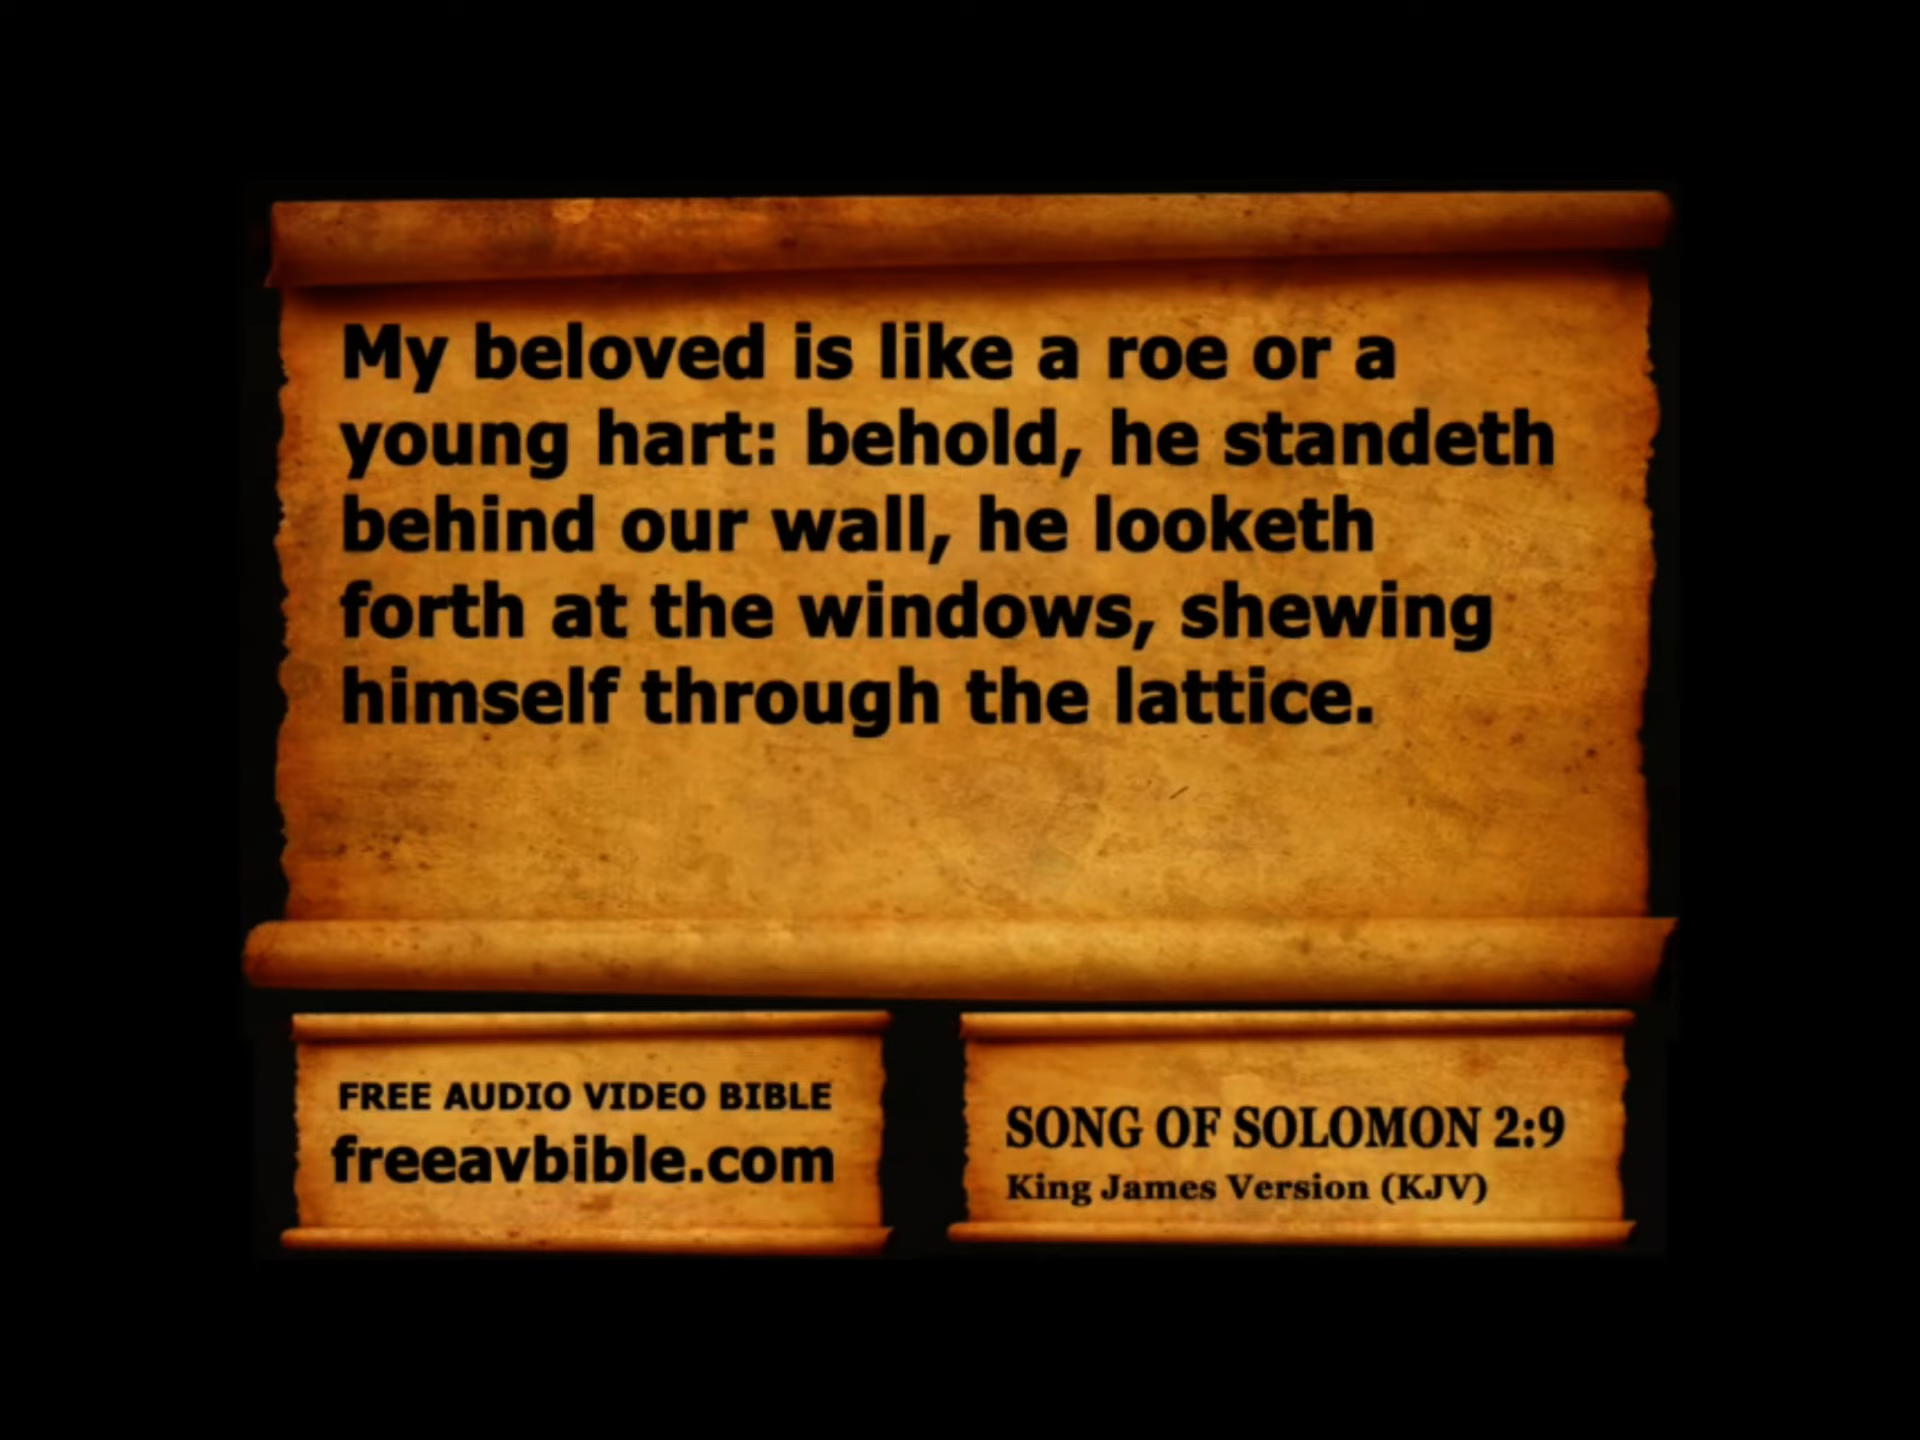 My beloved is like a roe or a
young hart: behold, he standeth
behind our wall, he looketh
forth at the windows, shewing
himself through the lattice.
FREE AUDIO VIDEO BIBLE
freeavbible.com
SONG OF SOLOMON 2:9
King James Version (KJV)